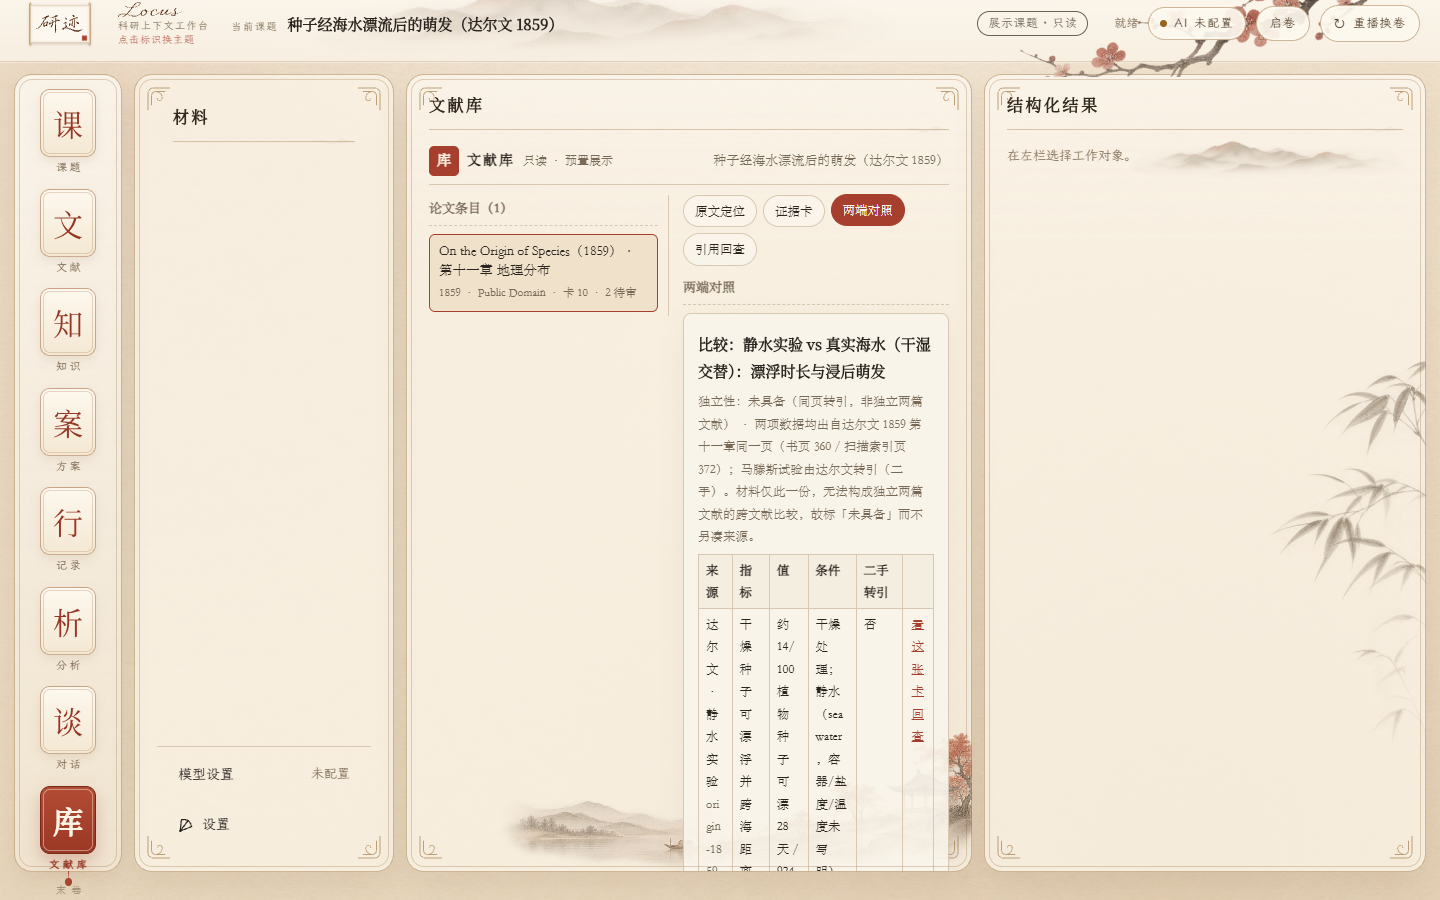 研迹
Locus
科研上下文工作台
点击标识换主题
当前课题
种子经海水漂流后的萌发（达尔文 1859）
展示课题・只读
就绪
AI 未配置
启卷
↻ 重播换卷
课
课题
文
文献
知
知识
案
方案
行
记录
析
分析
谈
对话
库
文献库
末卷
材料
模型设置
未配置
设置
文献库
库 文献库 只读 · 预置展示
种子经海水漂流后的萌发（达尔文 1859）
论文条目（1）
On the Origin of Species（1859） ·
第十一章 地理分布
1859 · Public Domain · 卡 10 · 2 待审
原文定位
证据卡
两端对照
引用回查
两端对照
比较：静水实验 vs 真实海水（干湿
交替）：漂浮时长与浸后萌发
独立性：未具备（同页转引，非独立两篇
文献） · 两项数据均出自达尔文 1859 第
十一章同一页（书页 360 / 扫描索引页
372）；马滕斯试验由达尔文转引（二
手）。材料仅此一份，无法构成独立两篇
文献的跨文献比较，故标「未具备」而不
另凑来源。
来
源
指
标
值
条件
二手
转引
达
尔
文
·
静
水
实
验
ori
gin
-18
59
干
燥
种
子
可
漂
浮
并
跨
海
距
离
约
14/
100
植
物
种
子
可
漂
28
天 /
924
干燥
处
理；
静水
（sea
water
，容
器/盐
度/温
度未
写
明）
否
看
这
张
卡
回
查
结构化结果
在左栏选择工作对象。